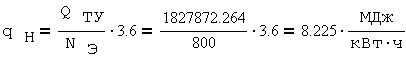 q н = Q ТУ / N Э · 3.6 = 1827872.264 / 800 · 3.6 = 8.225 · МДж / кВт · ч